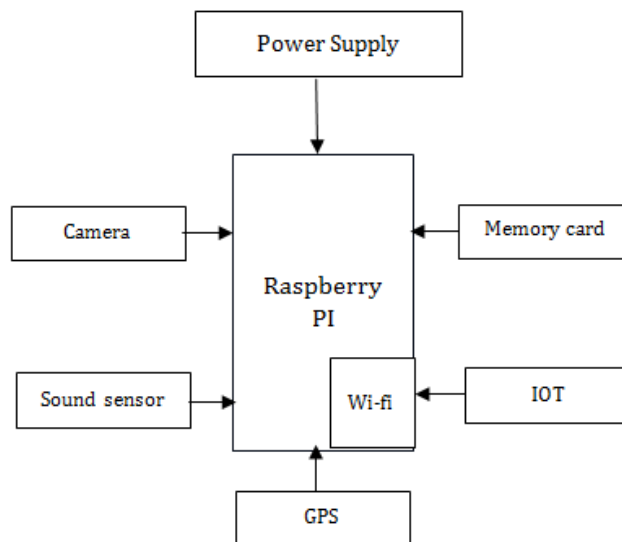 Power Supply
Camera
Memory card
Raspberry
PI
Sound sensor
Wi-fi
IOT
GPS